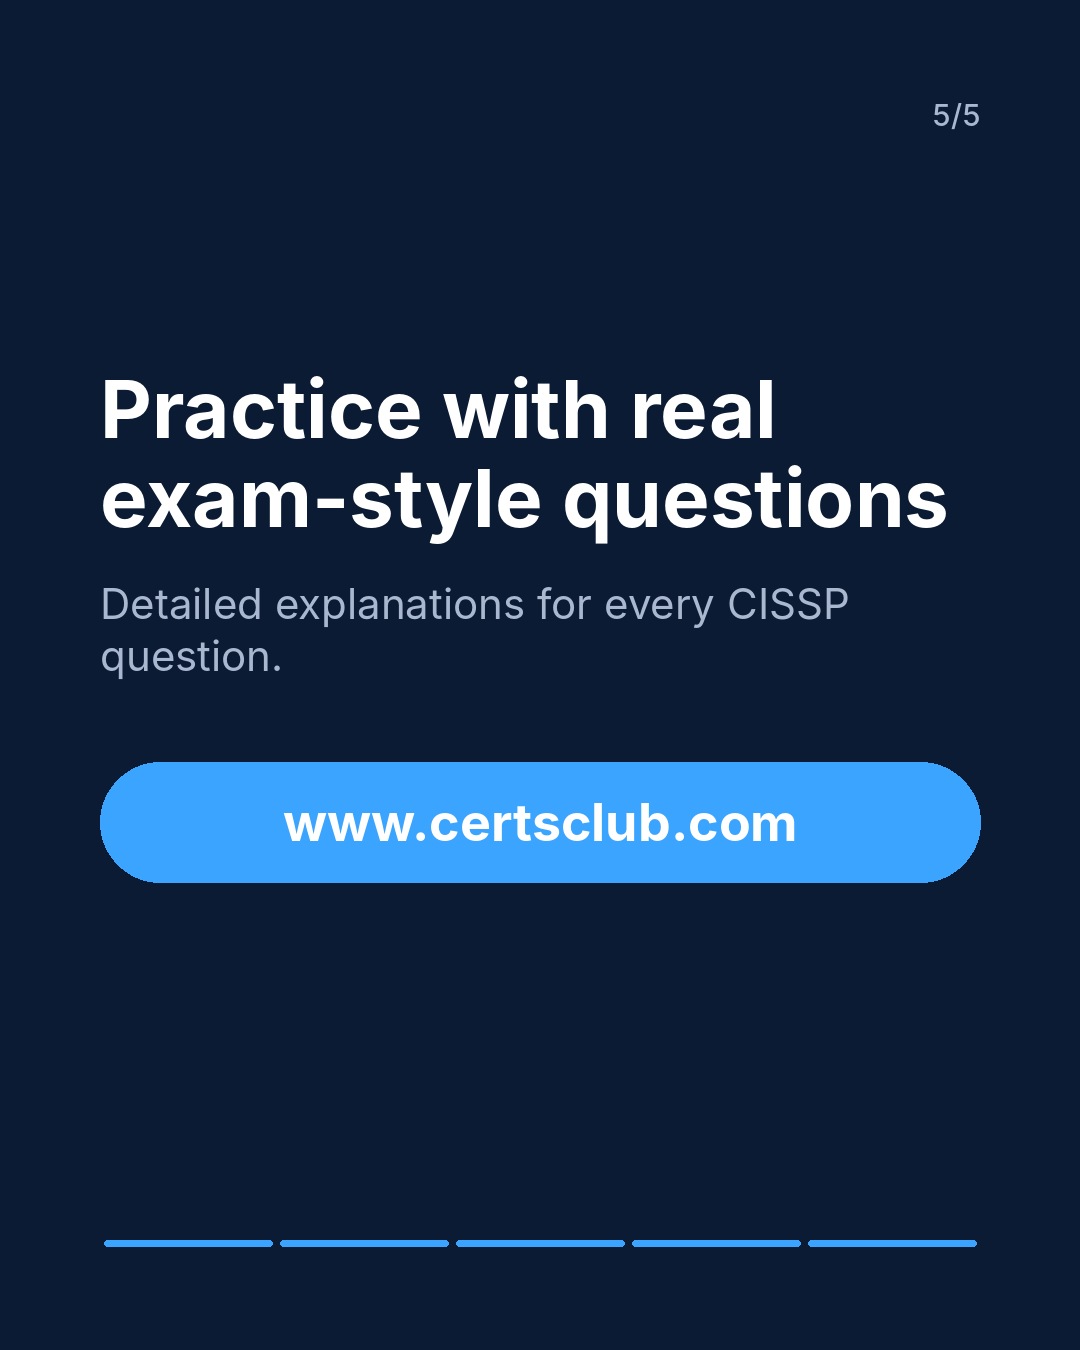 5/5
Practice with real
exam-style questions
Detailed explanations for every CISSP
question.
www.certsclub.com